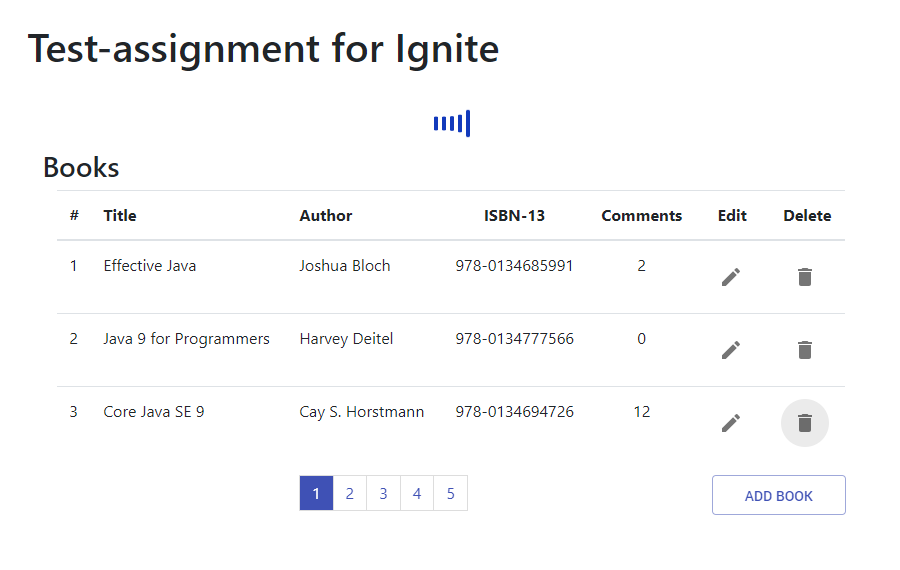 Test-assignment for Ignite
Books
# Title Author ISBN-13 Comments Edit Delete
1 Effective Java Joshua Bloch 978-0134685991 2
2 Java 9 for Programmers Harvey Deitel 978-0134777566 0
3 Core Java SE 9 Cay S. Horstmann 978-0134694726 12
1 2 3 4 5 ADD BOOK